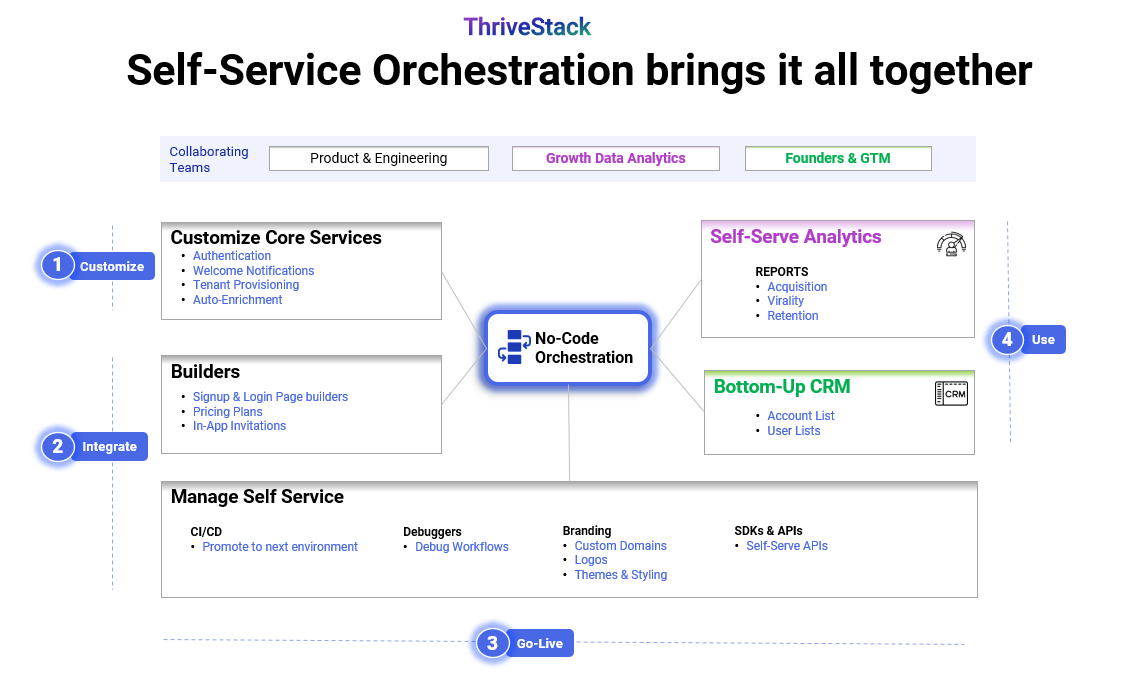 ThriveStack
Self-Service Orchestration brings it all together
Collaborating
Teams
Product & Engineering
Growth Data Analytics
Founders & GTM
1
Customize
Customize Core Services
• Authentication
• Welcome Notifications
• Tenant Provisioning
• Auto-Enrichment
Self-Serve Analytics
REPORTS
• Acquisition
• Virality
• Retention
No-Code
Orchestration
4
Use
2
Integrate
Builders
• Signup & Login Page builders
• Pricing Plans
• In-App Invitations
Bottom-Up CRM
CRM
• Account List
• User Lists
Manage Self Service
CI/CD
• Promote to next environment
Debuggers
• Debug Workflows
Branding
• Custom Domains
• Logos
• Themes & Styling
SDKs & APIs
• Self-Serve APIs
3
Go-Live